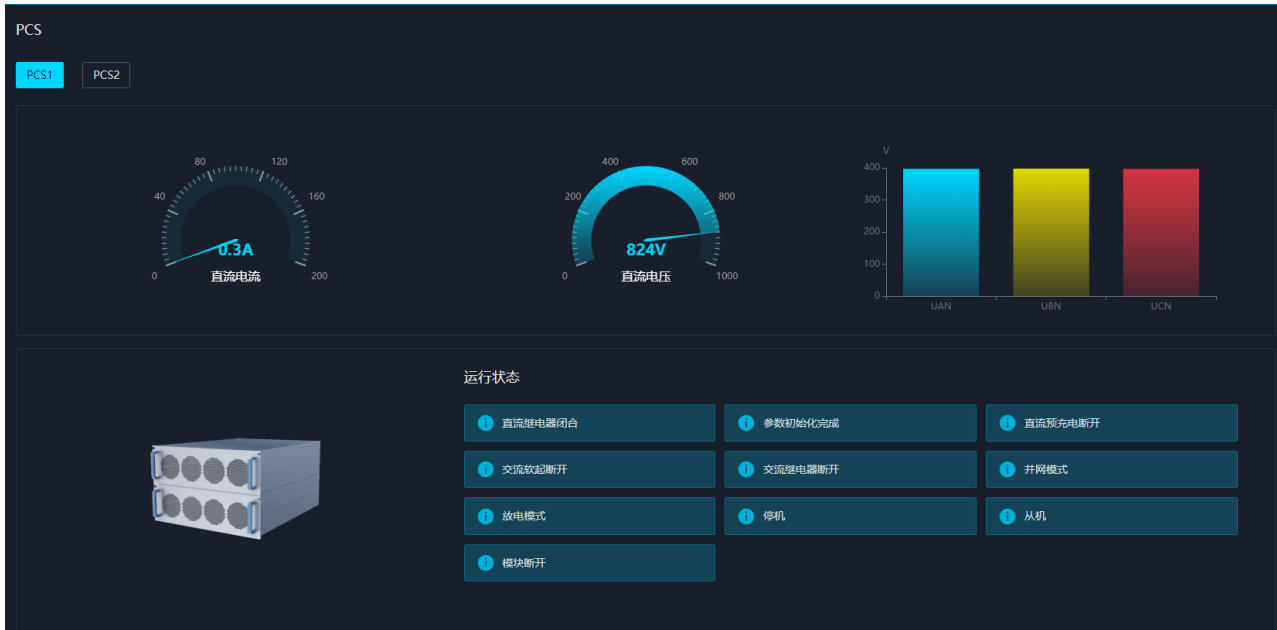 PCS
PCS1 PCS2
80 120
40 160
0.3A
0 直流电流 200
400 600
200 800
824V
0 直流电压 1000
V
400
300
200
100
0
UAN UBN UCN
运行状态
直流继电器闭合 参数初始化完成 直流预充电断开
交流软起断开 交流继电器断开 并网模式
放电模式 停机 从机
模块断开